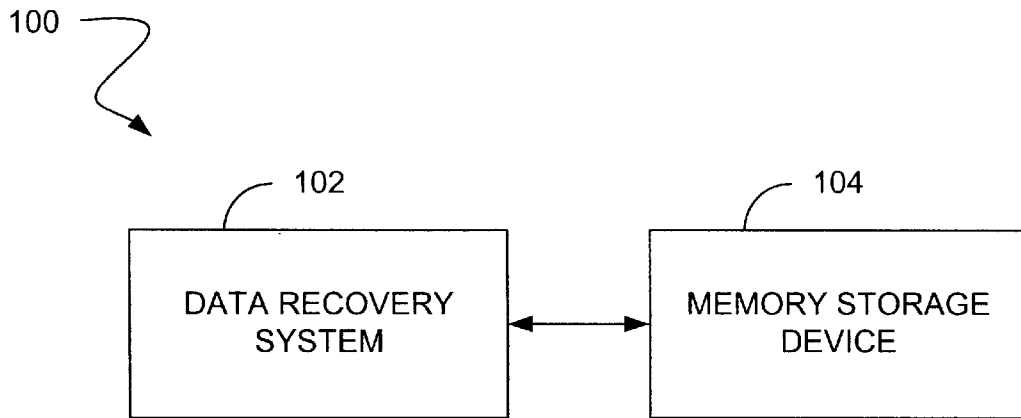 100
102
104
DATA RECOVERY
SYSTEM
MEMORY STORAGE
DEVICE